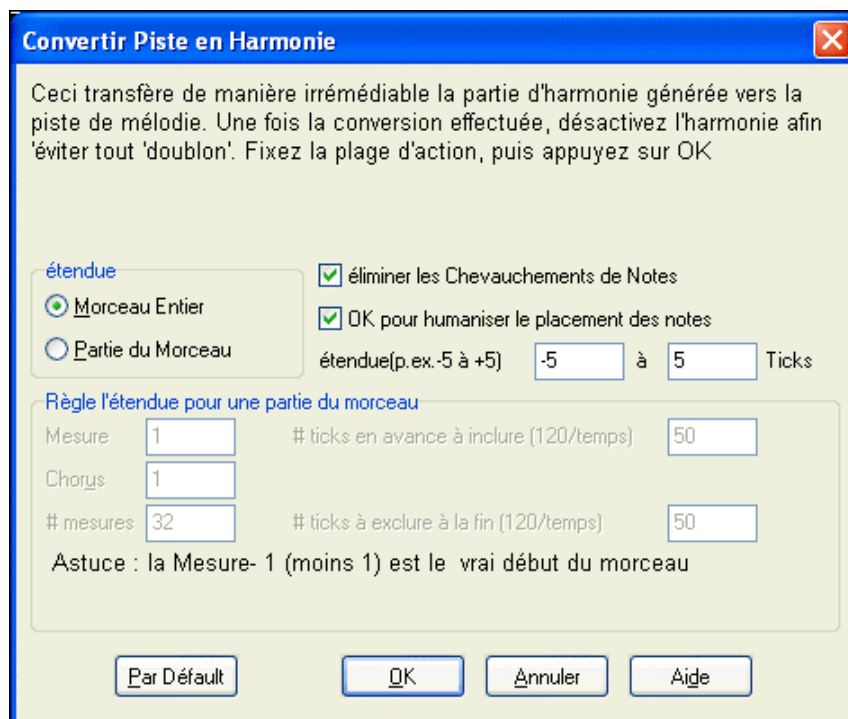 Convertir Piste en Harmonie
Ceci transfère de manière irrémédiable la partie d'harmonie générée vers la
piste de mélodie. Une fois la conversion effectuée, désactivez l'harmonie afin
'éviter tout 'doublon'. Fixez la plage d'action, puis appuyez sur OK
étendue
Morceau Entier
Partie du Morceau
éliminer les Chevauchements de Notes
OK pour humaniser le placement des notes
étendue(p.ex.-5 à +5) -5 à 5 Ticks
Règle l'étendue pour une partie du morceau
Mesure 1 # ticks en avance à inclure (120/temps) 50
Chorus 1
# mesures 32 # ticks à exclure à la fin (120/temps) 50
Astuce : la Mesure- 1 (moins 1) est le vrai début du morceau
Par Défault OK Annuler Aide